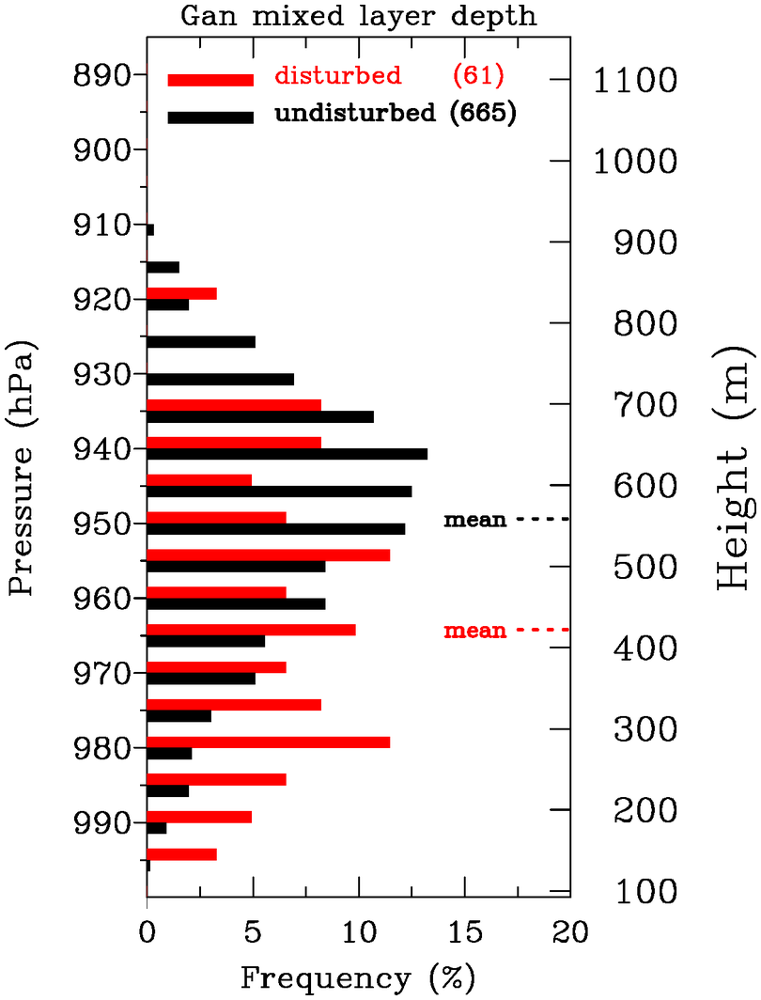 Gan mixed layer depth
disturbed (61)
undisturbed (665)
890
900
910
920
930
940
950
960
970
980
990
Pressure (hPa)
mean
mean
1100
1000
900
800
700
600
500
400
300
200
100
Height (m)
0 5 10 15 20
Frequency (%)